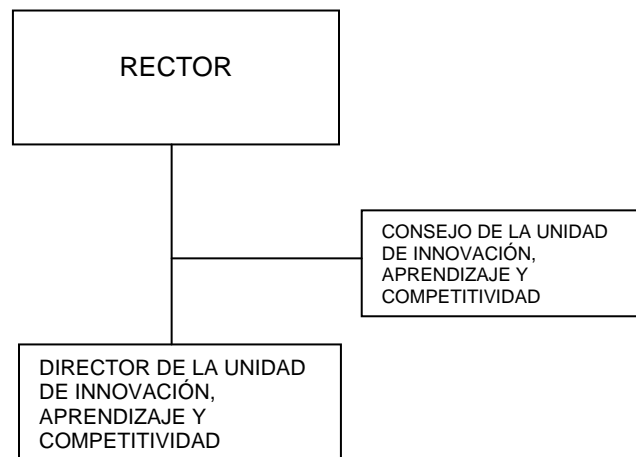 RECTOR
CONSEJO DE LA UNIDAD
DE INNOVACIÓN,
APRENDIZAJE Y
COMPETITIVIDAD
DIRECTOR DE LA UNIDAD
DE INNOVACIÓN,
APRENDIZAJE Y
COMPETITIVIDAD